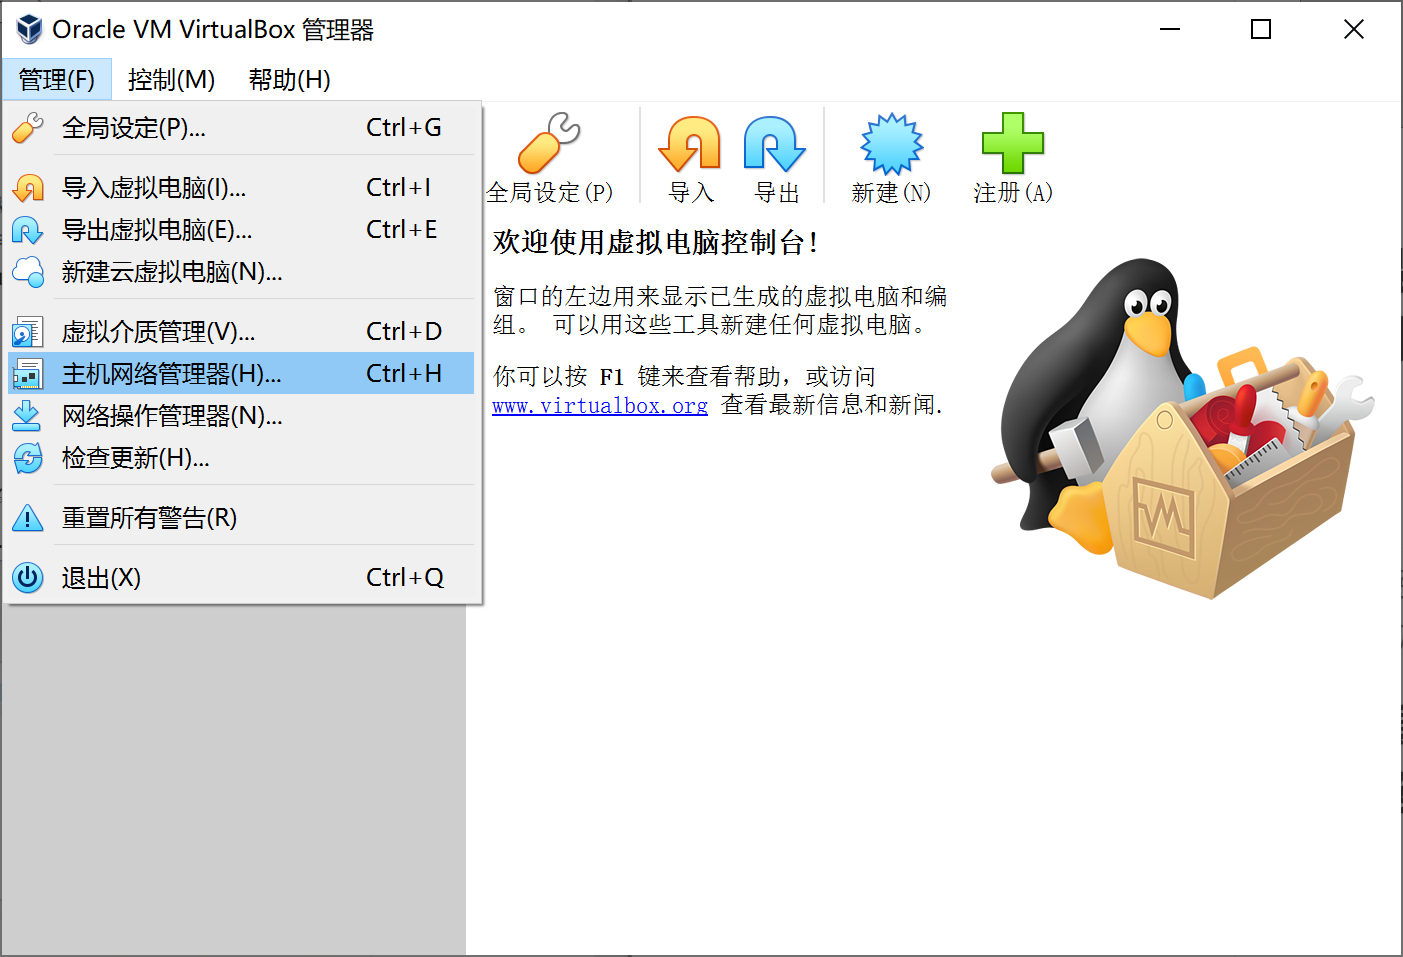 Oracle VM VirtualBox 管理器
管理(F) 控制(M) 帮助(H)
全局设定(P)... Ctrl+G
导入虚拟电脑(I)... Ctrl+I
导出虚拟电脑(E)... Ctrl+E
新建云虚拟电脑(N)...
虚拟介质管理(V)... Ctrl+D
主机网络管理器(H)... Ctrl+H
网络操作管理器(N)...
检查更新(H)...
重置所有警告(R)
退出(X) Ctrl+Q
全局设定(P) 导入 导出 新建(N) 注册(A)
欢迎使用虚拟电脑控制台!
窗口的左边用来显示已生成的虚拟电脑和编
组。 可以用这些工具新建任何虚拟电脑。
你可以按 F1 键来查看帮助，或访问
www.virtualbox.org 查看最新信息和新闻.